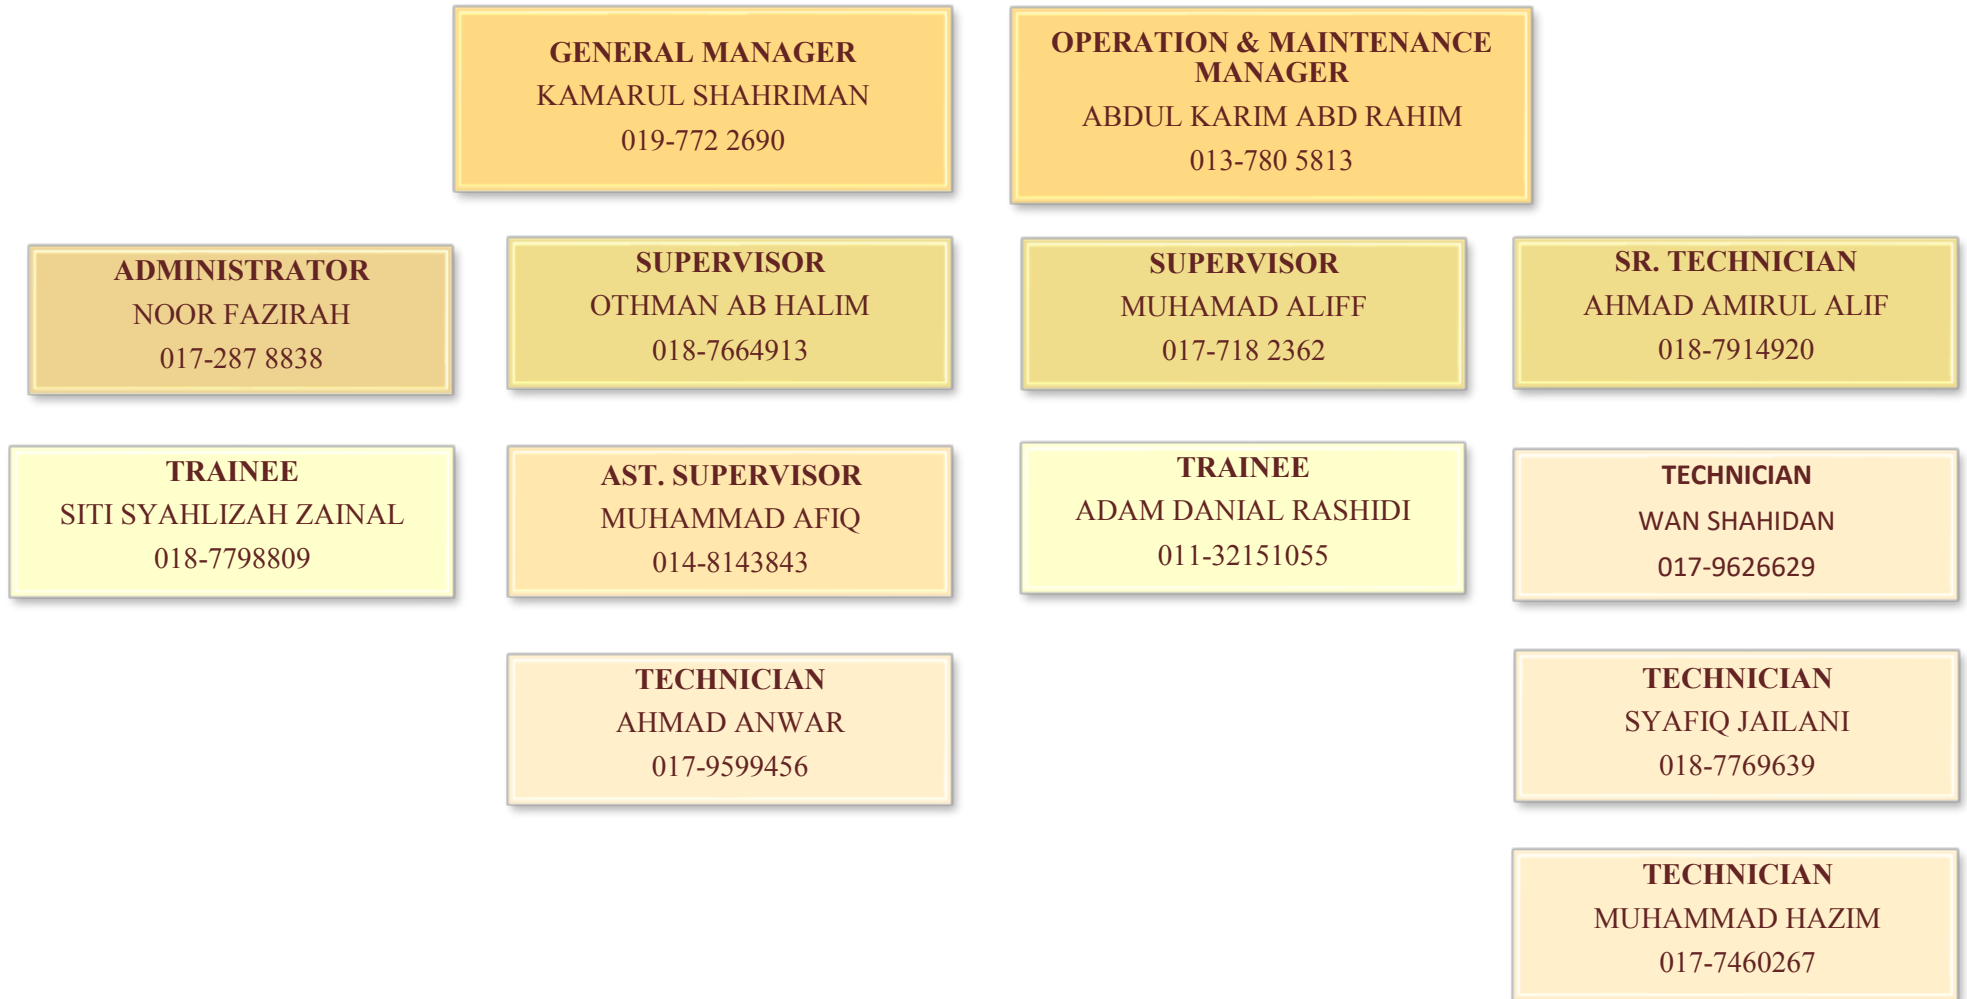 GENERAL MANAGER
KAMARUL SHAHRIMAN
019-772 2690
OPERATION & MAINTENANCE
MANAGER
ABDUL KARIM ABD RAHIM
013-780 5813
ADMINISTRATOR
NOOR FAZIRAH
017-287 8838
SUPERVISOR
OTHMAN AB HALIM
018-7664913
SUPERVISOR
MUHAMAD ALIFF
017-718 2362
SR. TECHNICIAN
AHMAD AMIRUL ALIF
018-7914920
TRAINEE
SITI SYAHLIZAH ZAINAL
018-7798809
AST. SUPERVISOR
MUHAMMAD AFIQ
014-8143843
TRAINEE
ADAM DANIAL RASHIDI
011-32151055
TECHNICIAN
WAN SHAHIDAN
017-9626629
TECHNICIAN
AHMAD ANWAR
017-9599456
TECHNICIAN
SYAFIQ JAILANI
018-7769639
TECHNICIAN
MUHAMMAD HAZIM
017-7460267